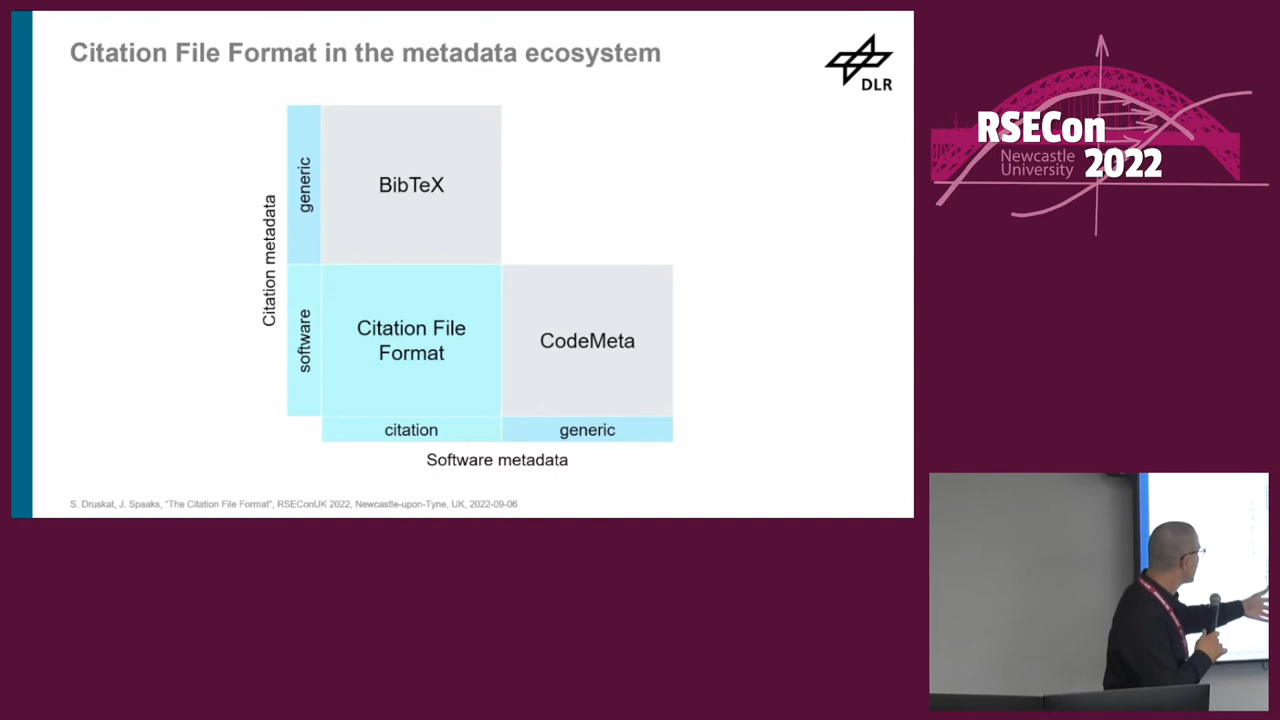 Citation File Format in the metadata ecosystem
DLR
Citation metadata
generic
BibTeX
software
Citation File
Format
CodeMeta
citation
generic
Software metadata
S. Druskat, J. Spaaks, "The Citation File Format", RSEConUK 2022, Newcastle-upon-Tyne, UK, 2022-09-06
RSECon
Newcastle
University
2022